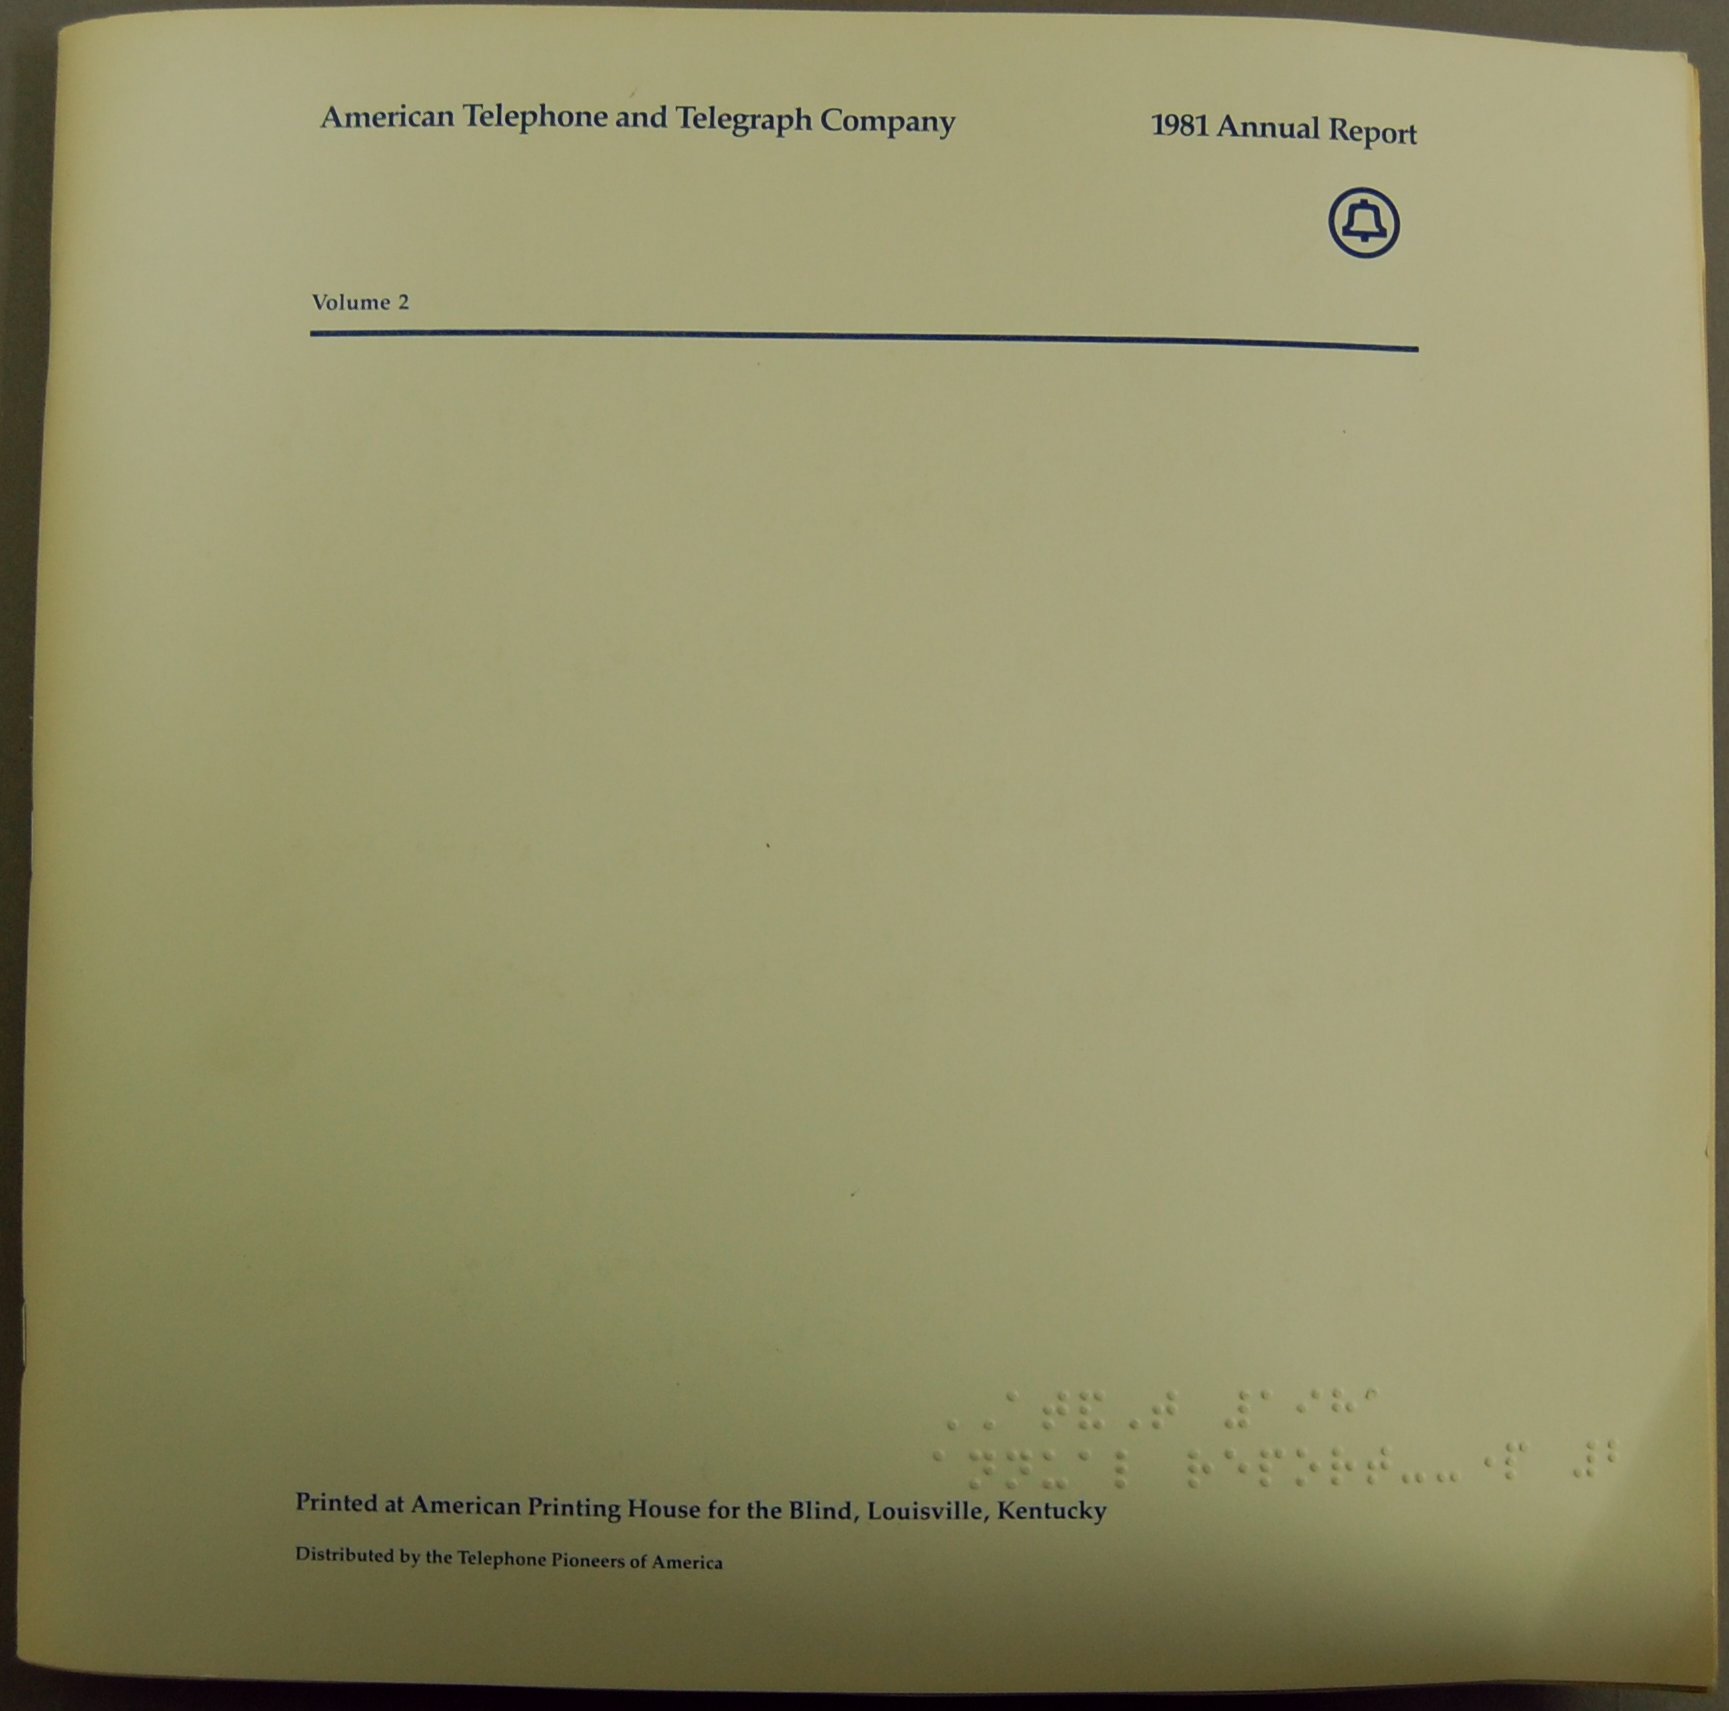 American Telephone and Telegraph Company
1981 Annual Report
Volume 2
Printed at American Printing House for the Blind, Louisville, Kentucky
Distributed by the Telephone Pioneers of America